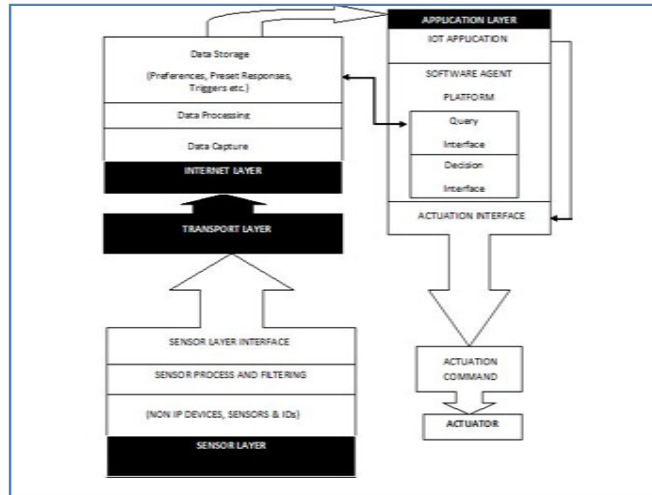 Data Storage
(Preferences, Preset Responses,
Triggers etc.)
Data Processing
Data Capture
INTERNET LAYER
TRANSPORT LAYER
SENSOR LAYER INTERFACE
SENSOR PROCESS AND FILTERING
(NON IP DEVICES, SENSORS & IDs)
SENSOR LAYER
APPLICATION LAYER
IOT APPLICATION
SOFTWARE AGENT
PLATFORM
Query
Interface
Decision
Interface
ACTUATION INTERFACE
ACTUATION
COMMAND
ACTUATOR